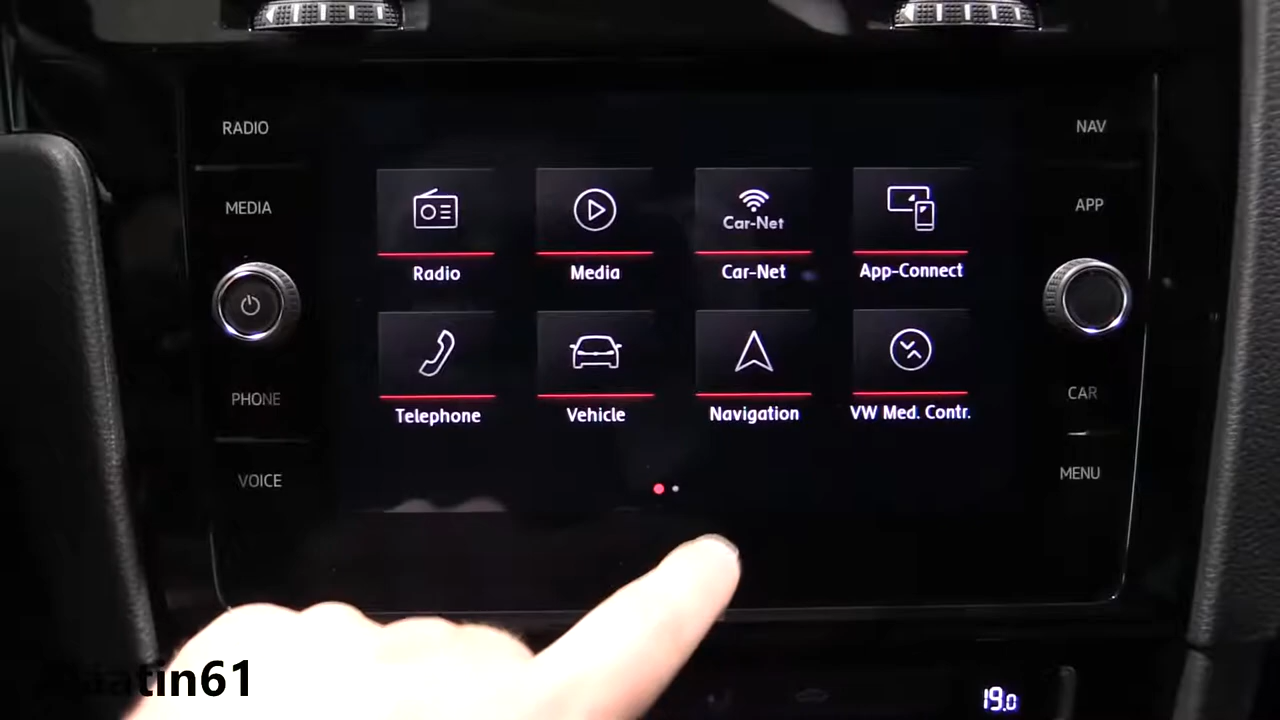 RADIO
MEDIA
PHONE
VOICE
Car-Net
Radio
Media
Car-Net
App-Connect
Telephone
Vehicle
Navigation
VW Med. Contr.
NAV
APP
CAR
MENU
19.0